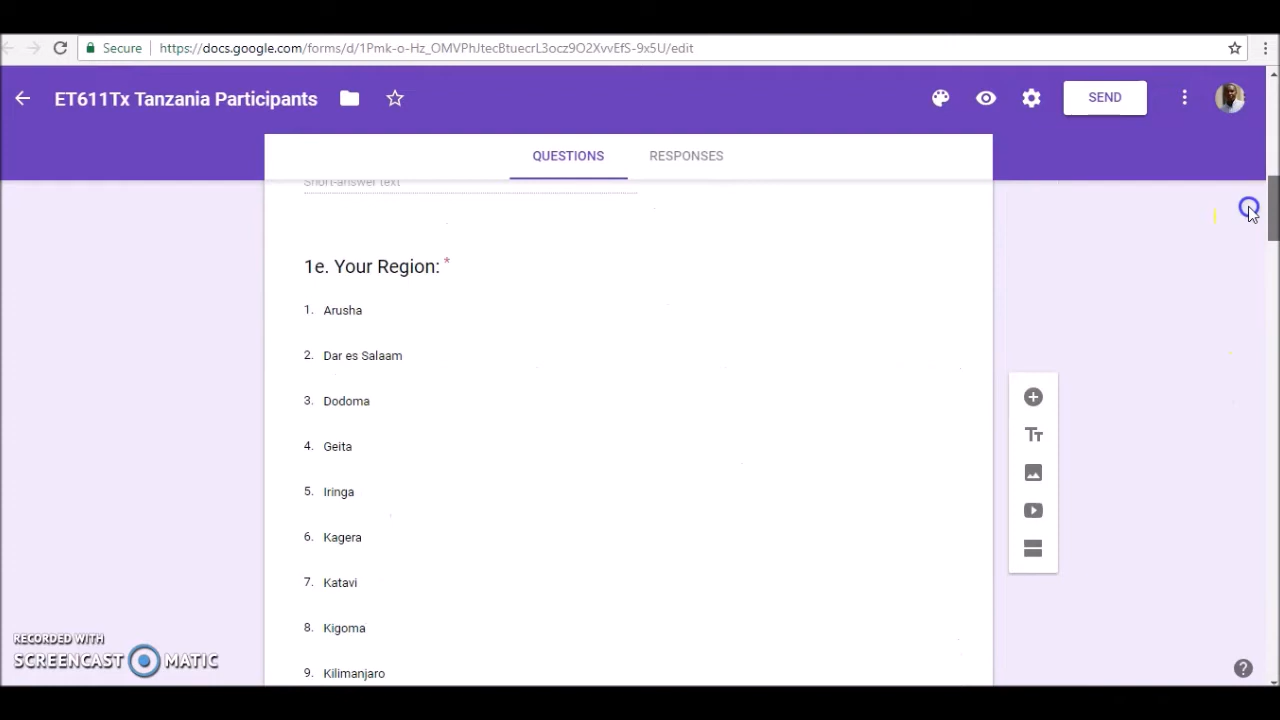 Secure https://docs.google.com/forms/d/1Pmk-o-Hz_OMVPhJtecBtuecrL3ocz9O2XvvEfS-9x5U/edit
ET611Tx Tanzania Participants
SEND
QUESTIONS RESPONSES
Short-answer text
1e. Your Region: *
1. Arusha
2. Dar es Salaam
3. Dodoma
4. Geita
5. Iringa
6. Kagera
7. Katavi
8. Kigoma
9. Kilimanjaro
RECORDED WITH
SCREENCAST MATIC